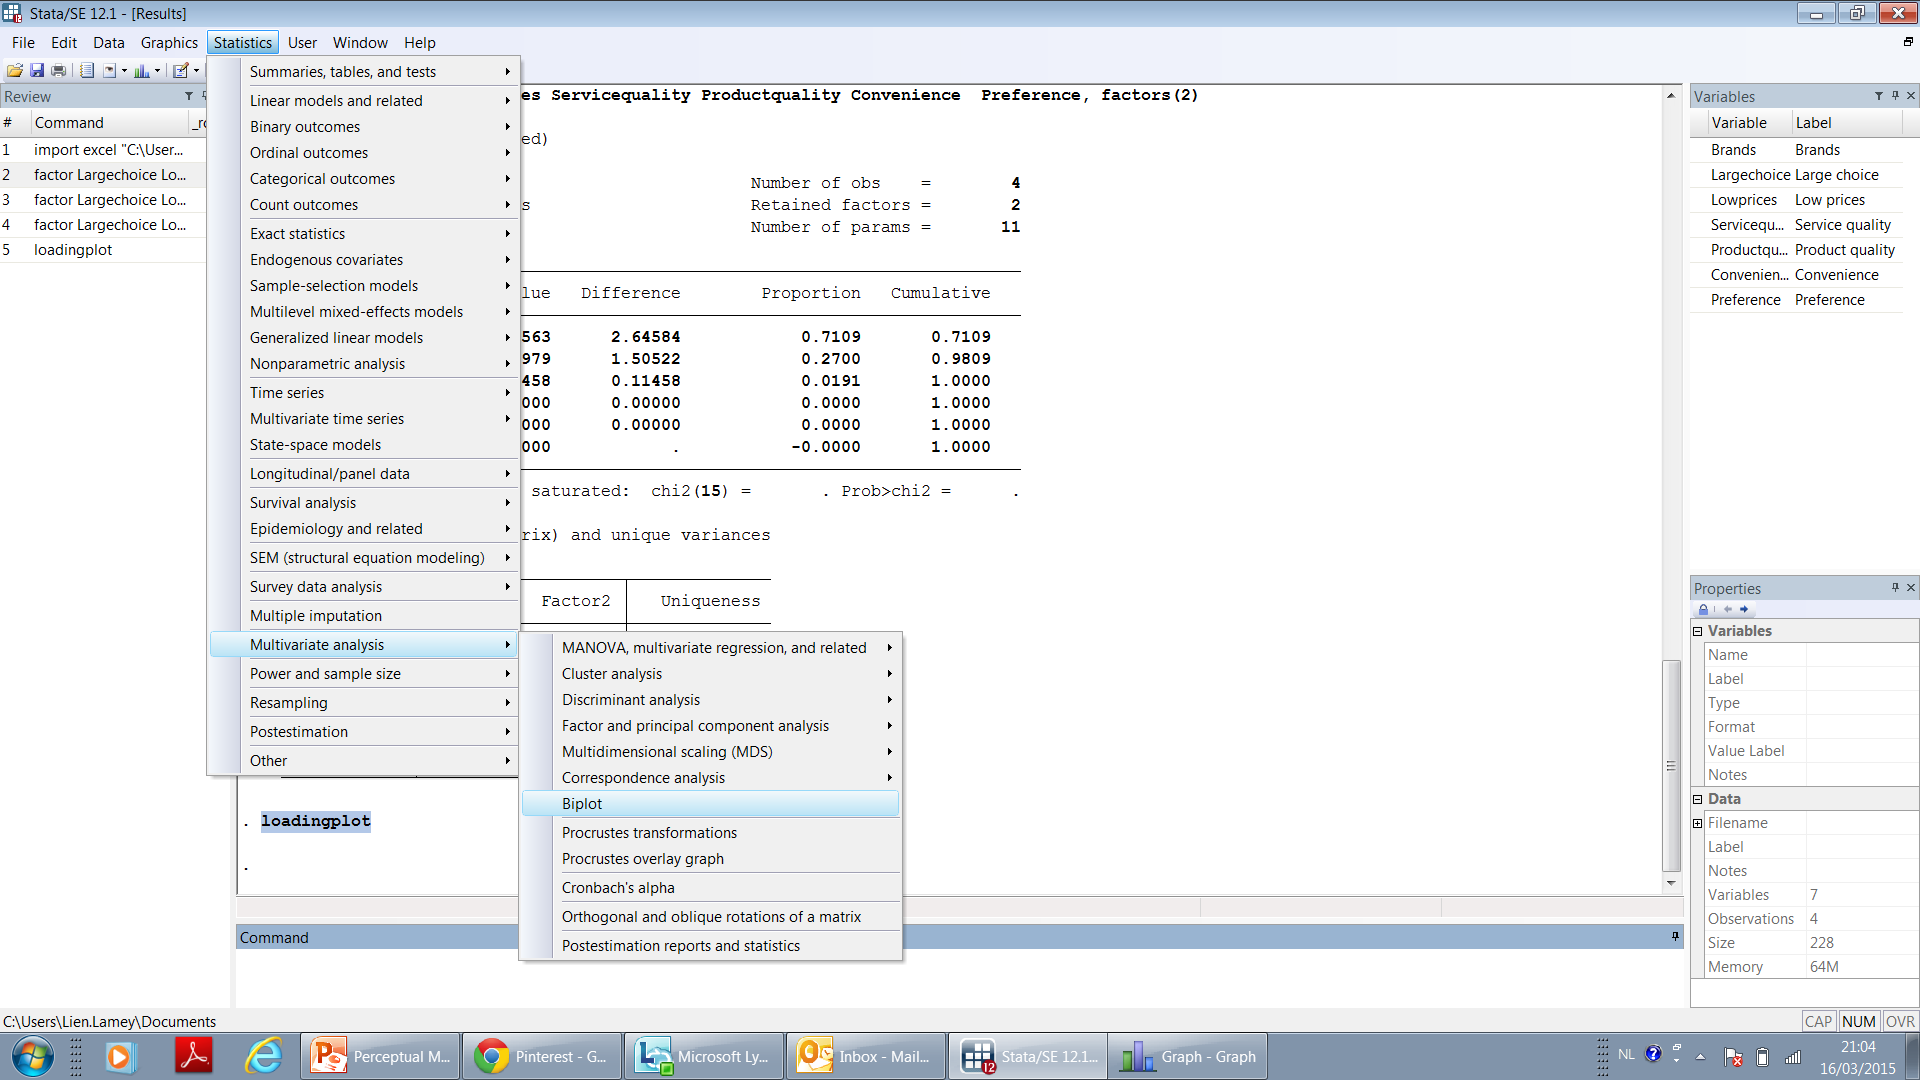 Stata/SE 12.1 - [Results]
File Edit Data Graphics Statistics User Window Help
Review
# Command _rc
1 import excel "C:\User...
2 factor Largechoice Lo...
3 factor Largechoice Lo...
4 factor Largechoice Lo...
5 loadingplot
Summaries, tables, and tests
Linear models and related
Binary outcomes
Ordinal outcomes
Categorical outcomes
Count outcomes
Exact statistics
Endogenous covariates
Sample-selection models
Multilevel mixed-effects models
Generalized linear models
Nonparametric analysis
Time series
Multivariate time series
State-space models
Longitudinal/panel data
Survival analysis
Epidemiology and related
SEM (structural equation modeling)
Survey data analysis
Multiple imputation
Multivariate analysis
Power and sample size
Resampling
Postestimation
Other
MANOVA, multivariate regression, and related
Cluster analysis
Discriminant analysis
Factor and principal component analysis
Multidimensional scaling (MDS)
Correspondence analysis
Biplot
Procrustes transformations
Procrustes overlay graph
Cronbach's alpha
Orthogonal and oblique rotations of a matrix
Postestimation reports and statistics
es Servicequality Productquality Convenience Preference, factors(2)
ed)
Number of obs = 4
s Retained factors = 2
Number of params = 11
lue Difference Proportion Cumulative
563 2.64584 0.7109 0.7109
979 1.50522 0.2700 0.9809
458 0.11458 0.0191 1.0000
000 0.00000 0.0000 1.0000
000 0.00000 0.0000 1.0000
000 . -0.0000 1.0000
saturated: chi2(15) = . Prob>chi2 = .
rix) and unique variances
Factor2 Uniqueness
. loadingplot
.
Command
Variables
Variable Label
Brands Brands
Largechoice Large choice
Lowprices Low prices
Servicequ... Service quality
Productqu... Product quality
Convenien... Convenience
Preference Preference
Properties
Variables
Name
Label
Type
Format
Value Label
Notes
Data
Filename
Label
Notes
Variables 7
Observations 4
Size 228
Memory 64M
C:\Users\Lien.Lamey\Documents
CAP NUM OVR
Perceptual M...
Pinterest - G...
Microsoft Ly...
Inbox - Mail...
12
Stata/SE 12.1...
Graph - Graph
NL
21:04
16/03/2015